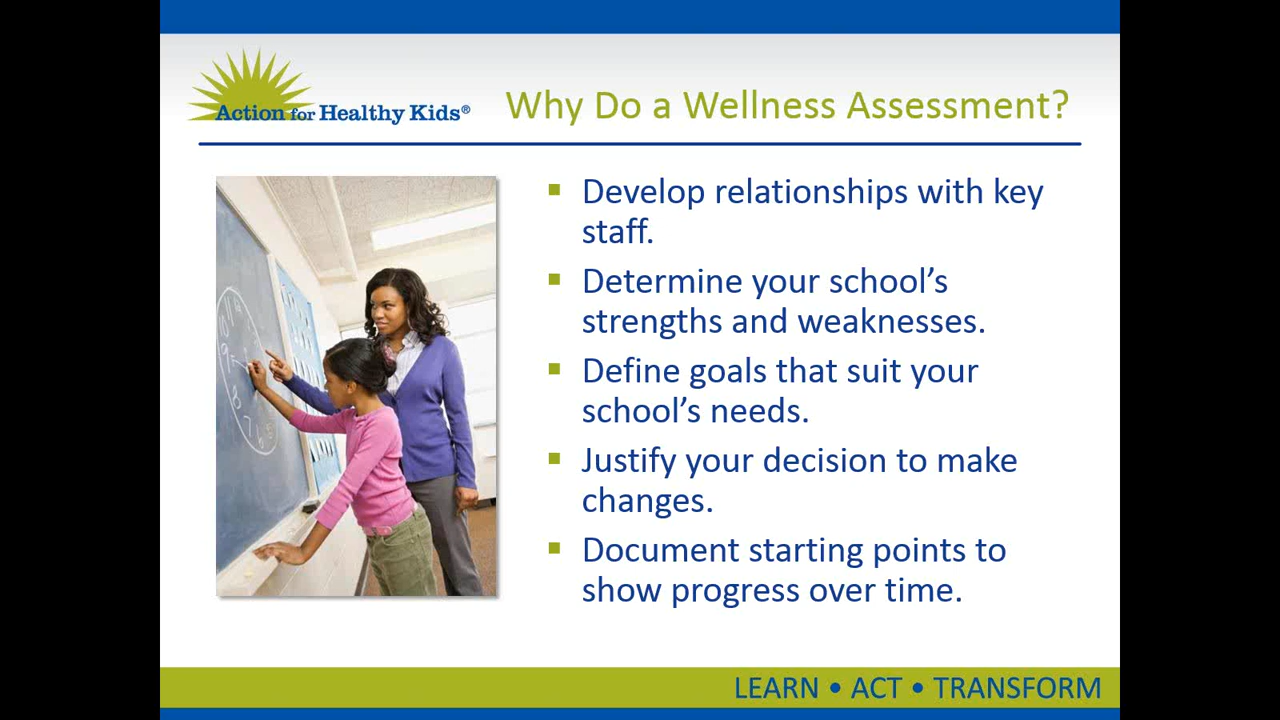 Action for Healthy Kids®
Why Do a Wellness Assessment?
▪ Develop relationships with key
staff.
▪ Determine your school's
strengths and weaknesses.
▪ Define goals that suit your
school's needs.
▪ Justify your decision to make
changes.
▪ Document starting points to
show progress over time.
LEARN • ACT • TRANSFORM